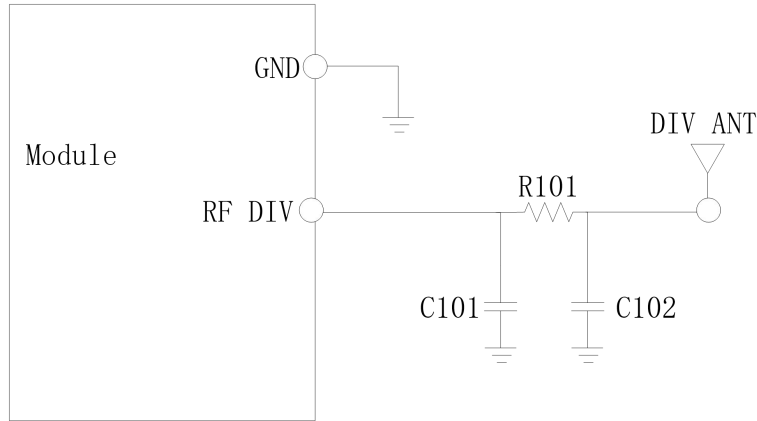 GND
DIV ANT
Module
R101
RF DIV
C101
C102